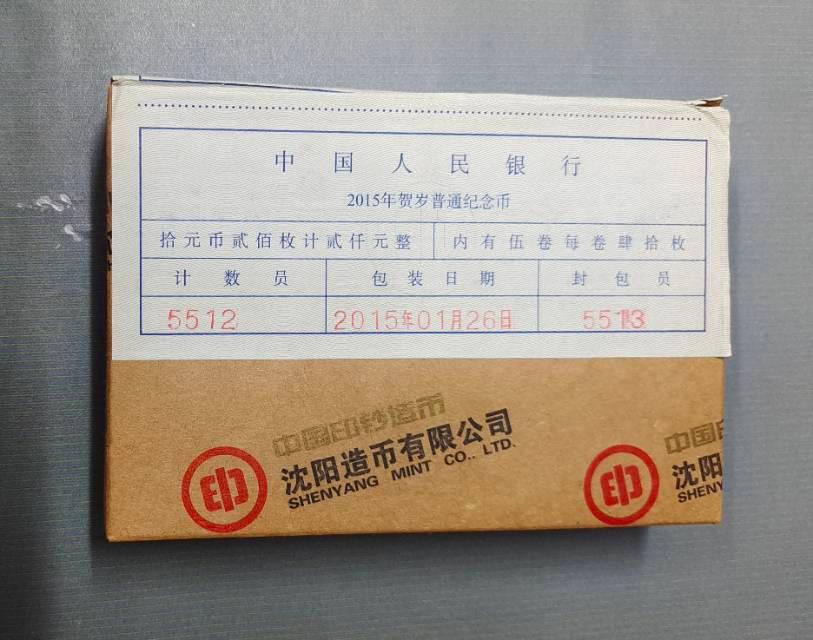 中国人民银行
2015年贺岁普通纪念币
拾元币贰佰枚计贰仟元整 内有伍卷每卷肆拾枚
计数员 包装日期 封包员
5512 2015年01月26日 5513
中国印钞造币
沈阳造币有限公司
SHENYANG MINT CO., LTD.
中国印
沈阳
SHENY